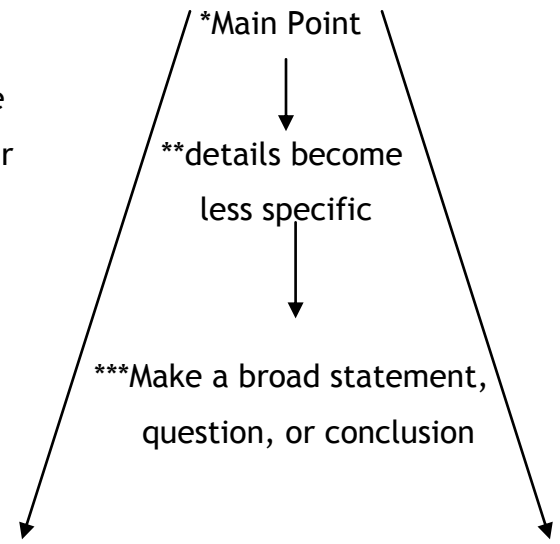 *Main Point
**details become
less specific
***Make a broad statement,
question, or conclusion